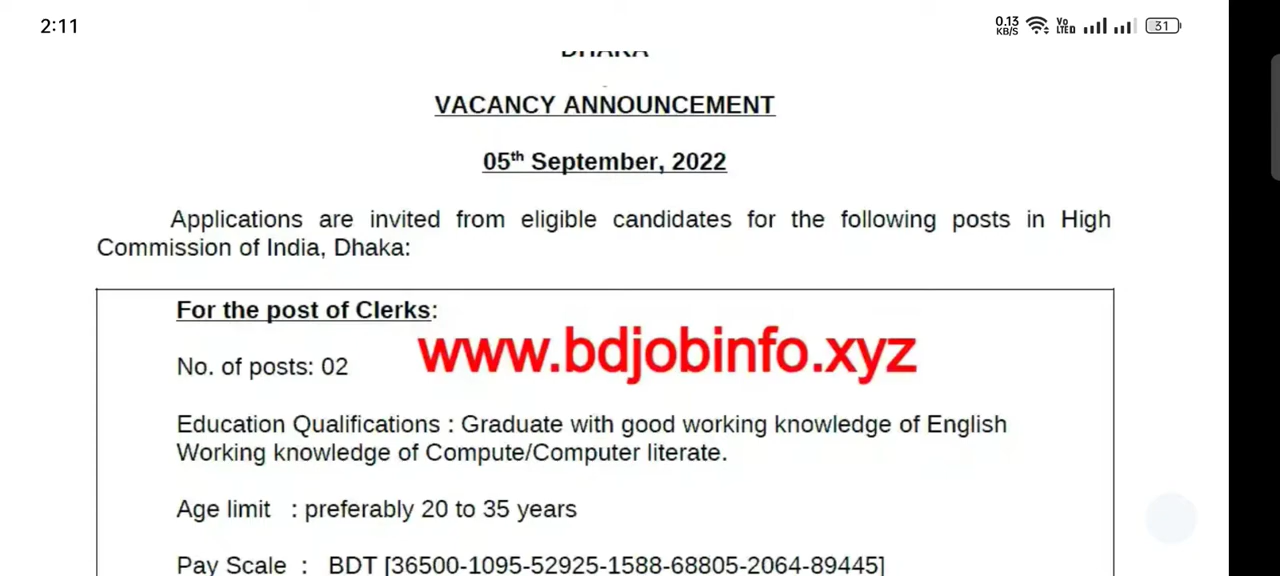 2:11
0.13 KB/S Vo LTED 31
DHAKA
VACANCY ANNOUNCEMENT
05th September, 2022
Applications are invited from eligible candidates for the following posts in High
Commission of India, Dhaka:
For the post of Clerks:
www.bdjobinfo.xyz
No. of posts: 02
Education Qualifications : Graduate with good working knowledge of English
Working knowledge of Compute/Computer literate.
Age limit : preferably 20 to 35 years
Pay Scale : BDT [36500-1095-52925-1588-68805-2064-89445]